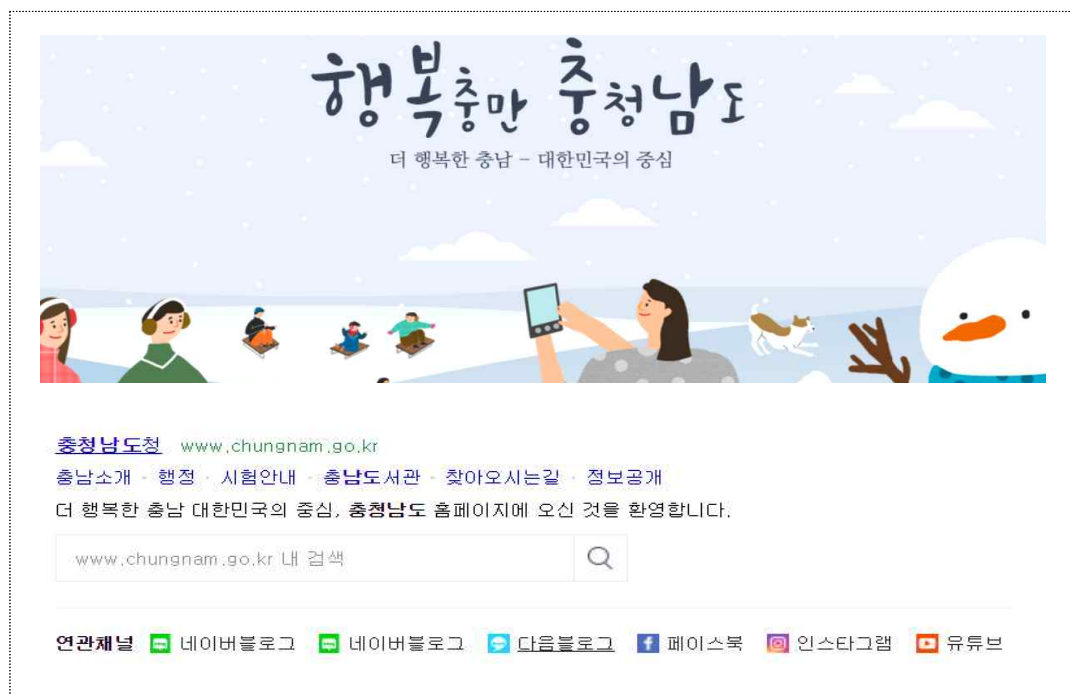 행복충만 충청남도
더 행복한 충남 - 대한민국의 중심
충청남도청 www.chungnam.go.kr
충남소개 · 행정 · 시험안내 · 충남도서관 · 찾아오시는길 · 정보공개
더 행복한 충남 대한민국의 중심, 충청남도 홈페이지에 오신 것을 환영합니다.
www.chungnam.go.kr 내 검색
연관채널 네이버블로그 네이버블로그 다음블로그 페이스북 인스타그램 유튜브